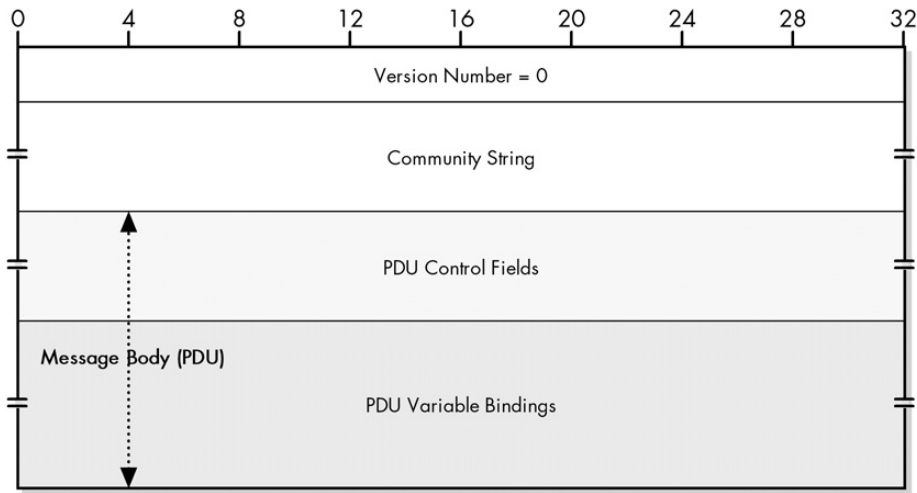 0 4 8 12 16 20 24 28 32
Version Number = 0
Community String
PDU Control Fields
Message Body (PDU)
PDU Variable Bindings